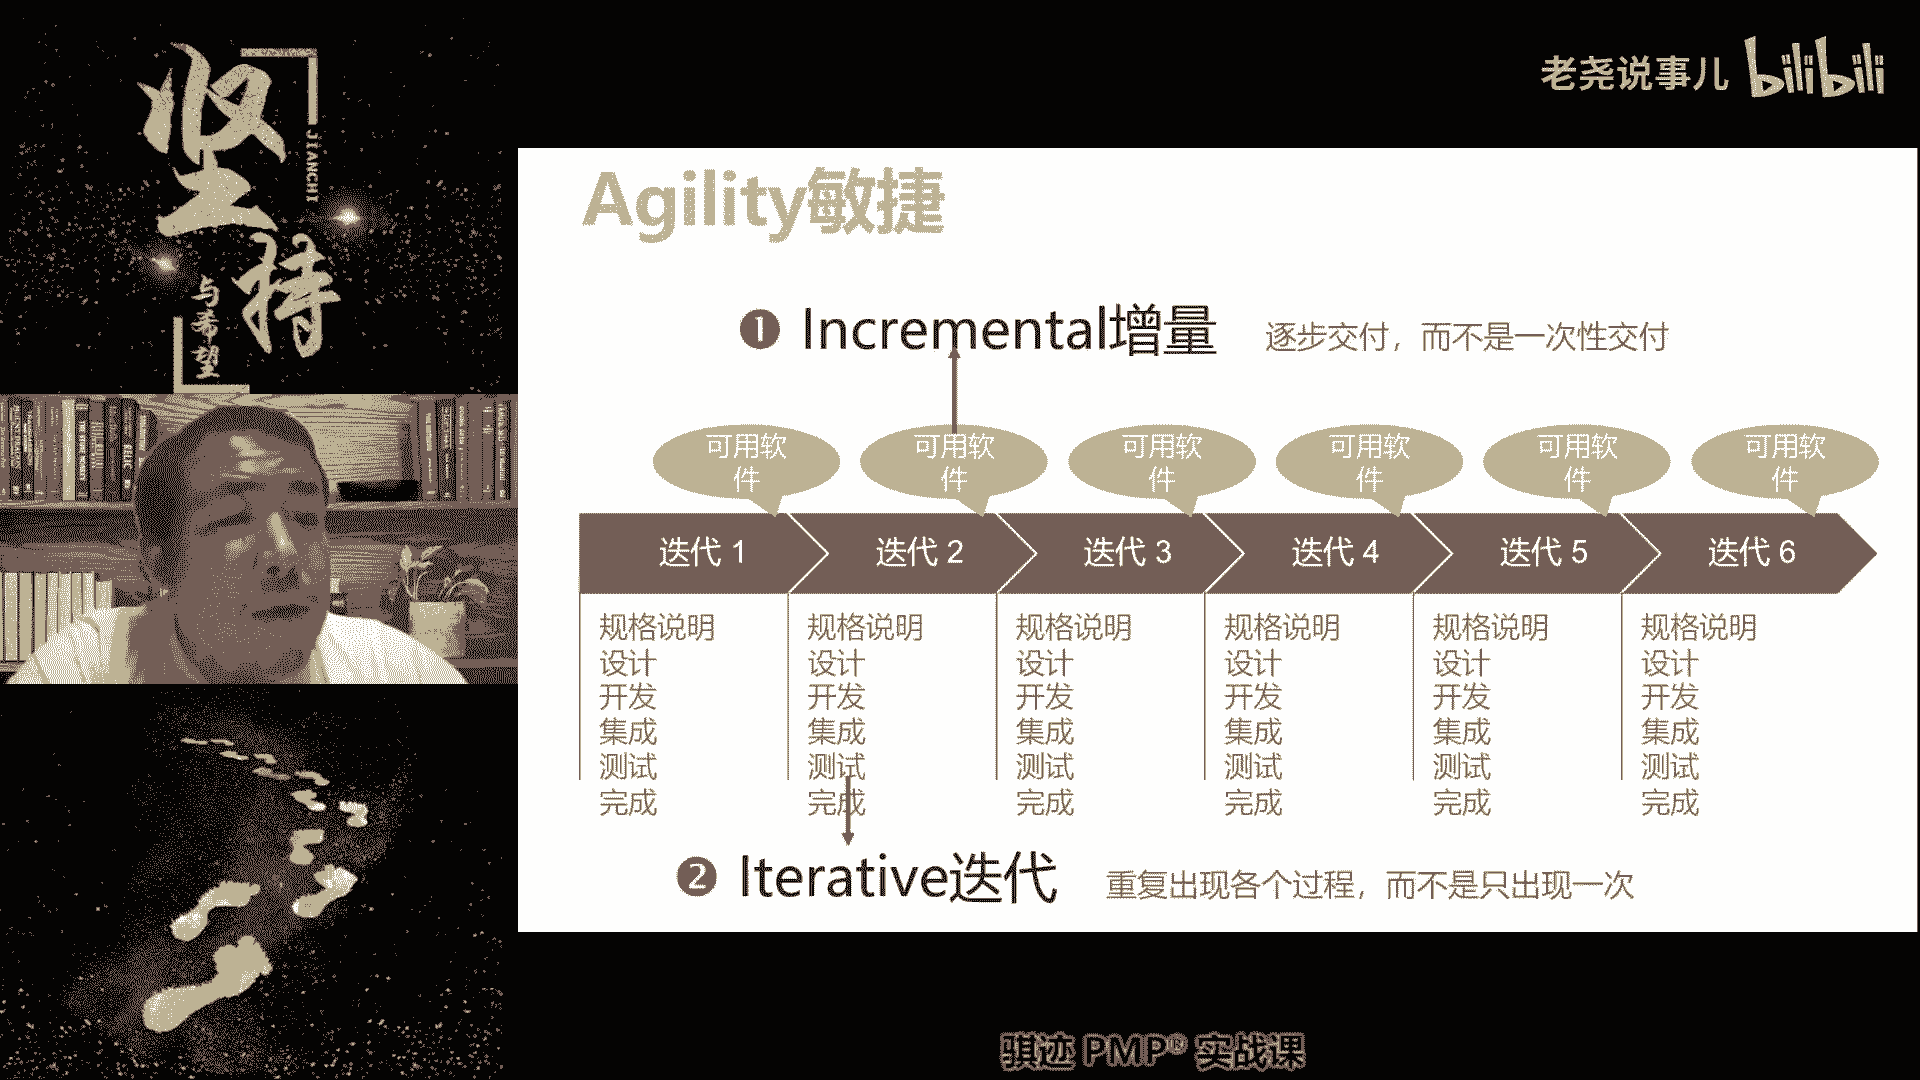 坚持
JIANCHI
与希望
老尧说事儿 bilibili
Agility敏捷
❶ Incremental增量 逐步交付，而不是一次性交付
可用软
件
可用软
件
可用软
件
可用软
件
可用软
件
可用软
件
迭代 1 迭代 2 迭代 3 迭代 4 迭代 5 迭代 6
规格说明
设计
开发
集成
测试
完成
规格说明
设计
开发
集成
测试
完成
规格说明
设计
开发
集成
测试
完成
规格说明
设计
开发
集成
测试
完成
规格说明
设计
开发
集成
测试
完成
规格说明
设计
开发
集成
测试
完成
❷ Iterative迭代 重复出现各个过程，而不是只出现一次
骐迹 PMP® 实战课